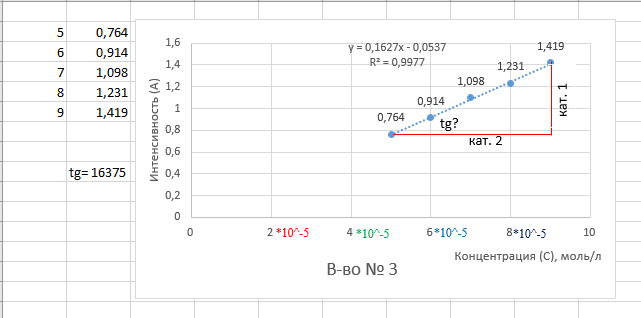 5 0,764
6 0,914
7 1,098
8 1,231
9 1,419
tg= 16375
y = 0,1627x - 0,0537
R² = 0,9977
1,6
1,4
1,2
1
0,8
0,6
0,4
0,2
0
Интенсивность (А)
0,764
0,914
1,098
1,231
1,419
tg?
кат. 1
кат. 2
0 2 *10^-5 4 *10^-5 6 *10^-5 8 *10^-5 10
Концентрация (С), моль/л
В-во № 3